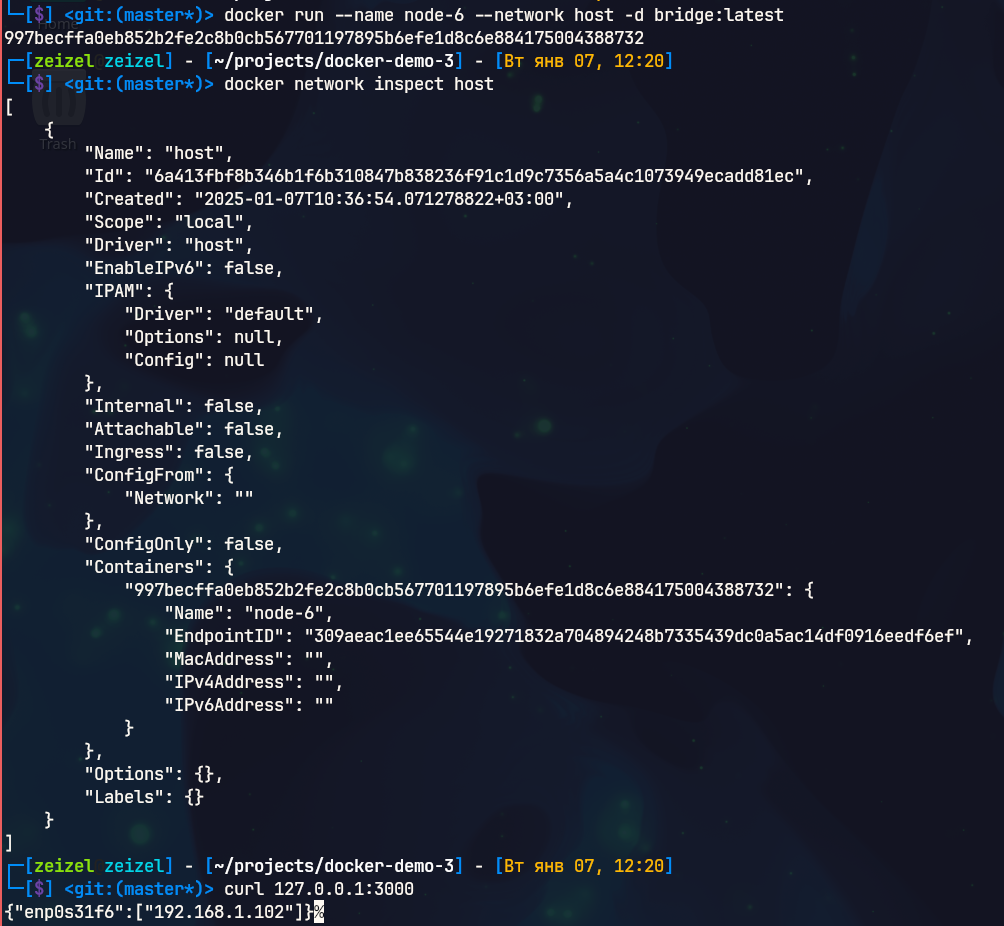 └─[$] <git:(master*)> docker run --name node-6 --network host -d bridge:latest
Home
997becffa0eb852b2fe2c8b0cb567701197895b6efe1d8c6e884175004388732
┌─[zeizel zeizel] - [~/projects/docker-demo-3] - [Вт янв 07, 12:20]
└─[$] <git:(master*)> docker network inspect host
[
    {
Trash
        "Name": "host",
        "Id": "6a413fbf8b346b1f6b310847b838236f91c1d9c7356a5a4c1073949ecadd81ec",
        "Created": "2025-01-07T10:36:54.071278822+03:00",
        "Scope": "local",
        "Driver": "host",
        "EnableIPv6": false,
        "IPAM": {
            "Driver": "default",
            "Options": null,
            "Config": null
        },
        "Internal": false,
        "Attachable": false,
        "Ingress": false,
        "ConfigFrom": {
            "Network": ""
        },
        "ConfigOnly": false,
        "Containers": {
            "997becffa0eb852b2fe2c8b0cb567701197895b6efe1d8c6e884175004388732": {
                "Name": "node-6",
                "EndpointID": "309aeac1ee65544e19271832a704894248b7335439dc0a5ac14df0916eedf6ef",
                "MacAddress": "",
                "IPv4Address": "",
                "IPv6Address": ""
            }
        },
        "Options": {},
        "Labels": {}
    }
]
┌─[zeizel zeizel] - [~/projects/docker-demo-3] - [Вт янв 07, 12:20]
└─[$] <git:(master*)> curl 127.0.0.1:3000
{"enp0s31f6":["192.168.1.102"]}%